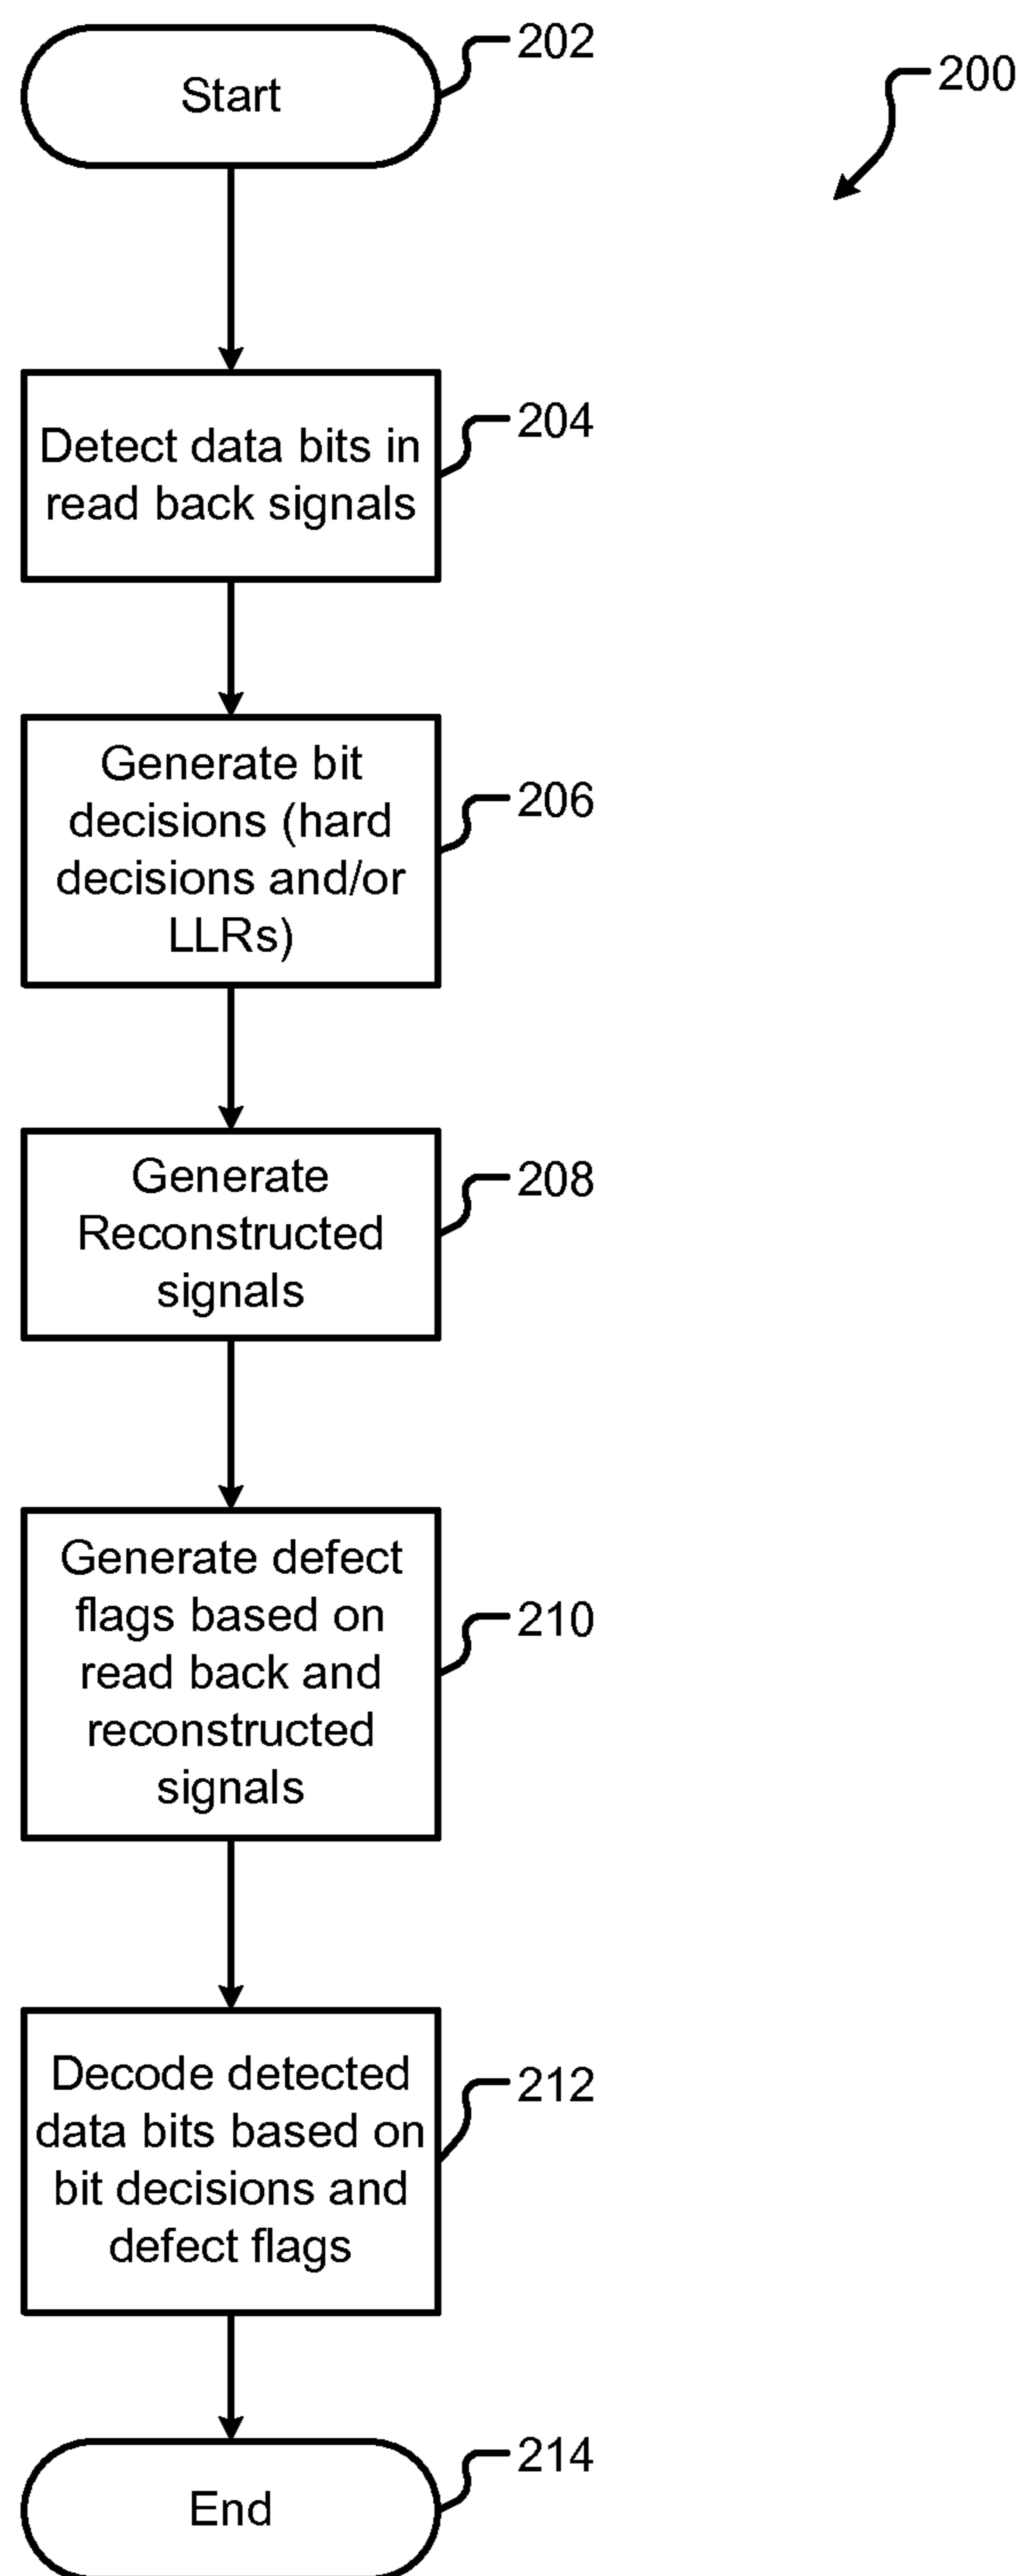 202
200
Start
204
Detect data bits in
read back signals
206
Generate bit
decisions (hard
decisions and/or
LLRs)
208
Generate
Reconstructed
signals
210
Generate defect
flags based on
read back and
reconstructed
signals
212
Decode detected
data bits based on
bit decisions and
defect flags
214
End